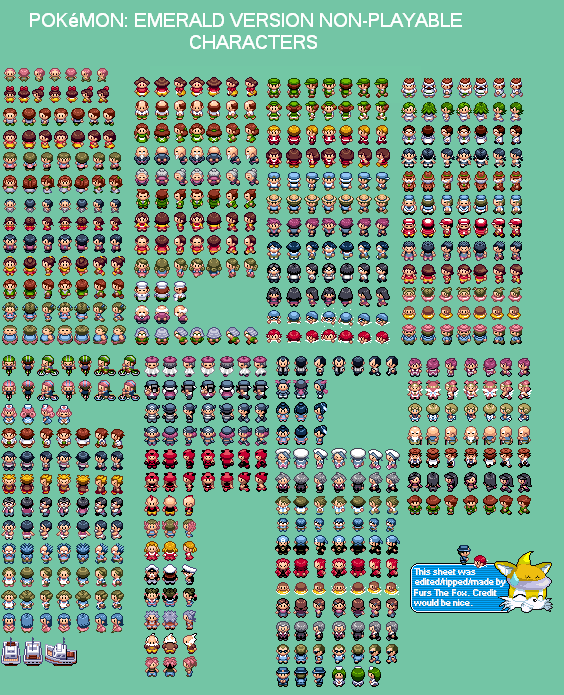 POKéMON: EMERALD VERSION NON-PLAYABLE
CHARACTERS
This sheet was
edited/ripped/made by
Furs The Fox. Credit
would be nice.